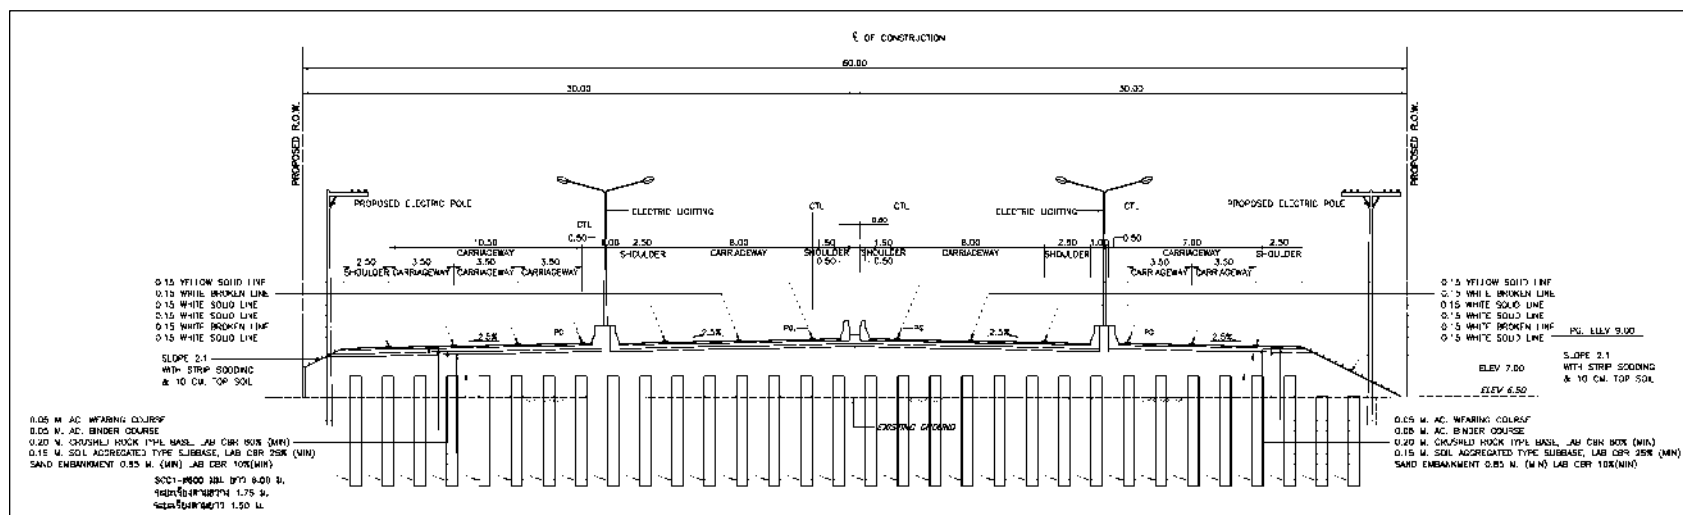 ℄ OF CONSTRUCTION
60.00
30.00 30.00
PROPOSED R.O.W. PROPOSED R.O.W.
PROPOSED ELECTRIC POLE ELECTRIC LIGHTING CTL CTL ELECTRIC LIGHTING CTL PROPOSED ELECTRIC POLE
CTL
0.50 0.50
10.50 1.00 2.50 8.00 1.50 1.50 8.00 2.50 1.00 7.00 2.50
CARRIAGEWAY SHOULDER CARRIAGEWAY SHOULDER SHOULDER CARRIAGEWAY SHOULDER CARRIAGEWAY SHOULDER
0.50 0.50
2.50 3.50 3.50 3.50 3.50 3.50
SHOULDER CARRIAGEWAY CARRIAGEWAY CARRIAGEWAY CARRIAGEWAY CARRIAGEWAY
0.15 YELLOW SOLID LINE
0.15 WHITE BROKEN LINE
0.15 WHITE SOLID LINE
0.15 WHITE SOLID LINE
0.15 WHITE BROKEN LINE
0.15 WHITE SOLID LINE
0.15 YELLOW SOLID LINE
0.15 WHITE BROKEN LINE
0.15 WHITE SOLID LINE
0.15 WHITE SOLID LINE
0.15 WHITE BROKEN LINE
0.15 WHITE SOLID LINE
PG. ELEV 9.00
2.5% PG 2.5% PG. PG 2.5% PG 2.5%
SLOPE 2:1
WITH STRIP SODDING
& 10 CM. TOP SOIL
SLOPE 2:1
WITH STRIP SODDING
& 10 CM. TOP SOIL
ELEV 7.00
ELEV 6.50
EXISTING GROUND
0.05 M. AC. WEARING COURSE
0.05 M. AC. BINDER COURSE
0.20 M. CRUSHED ROCK TYPE BASE, LAB CBR 80% (MIN)
0.15 M. SOIL AGGREGATED TYPE SUBBASE, LAB CBR 25% (MIN)
SAND EMBANKMENT (MIN) LAB CBR 10%(MIN)
ยาว 8.00 ม.
1.75 ม.
1.50 ม.
0.05 M. AC. WEARING COURSE
0.05 M. AC. BINDER COURSE
0.20 M. CRUSHED ROCK TYPE BASE, LAB CBR 80% (MIN)
0.15 M. SOIL AGGREGATED TYPE SUBBASE, LAB CBR 25% (MIN)
SAND EMBANKMENT (MIN) LAB CBR 10%(MIN)